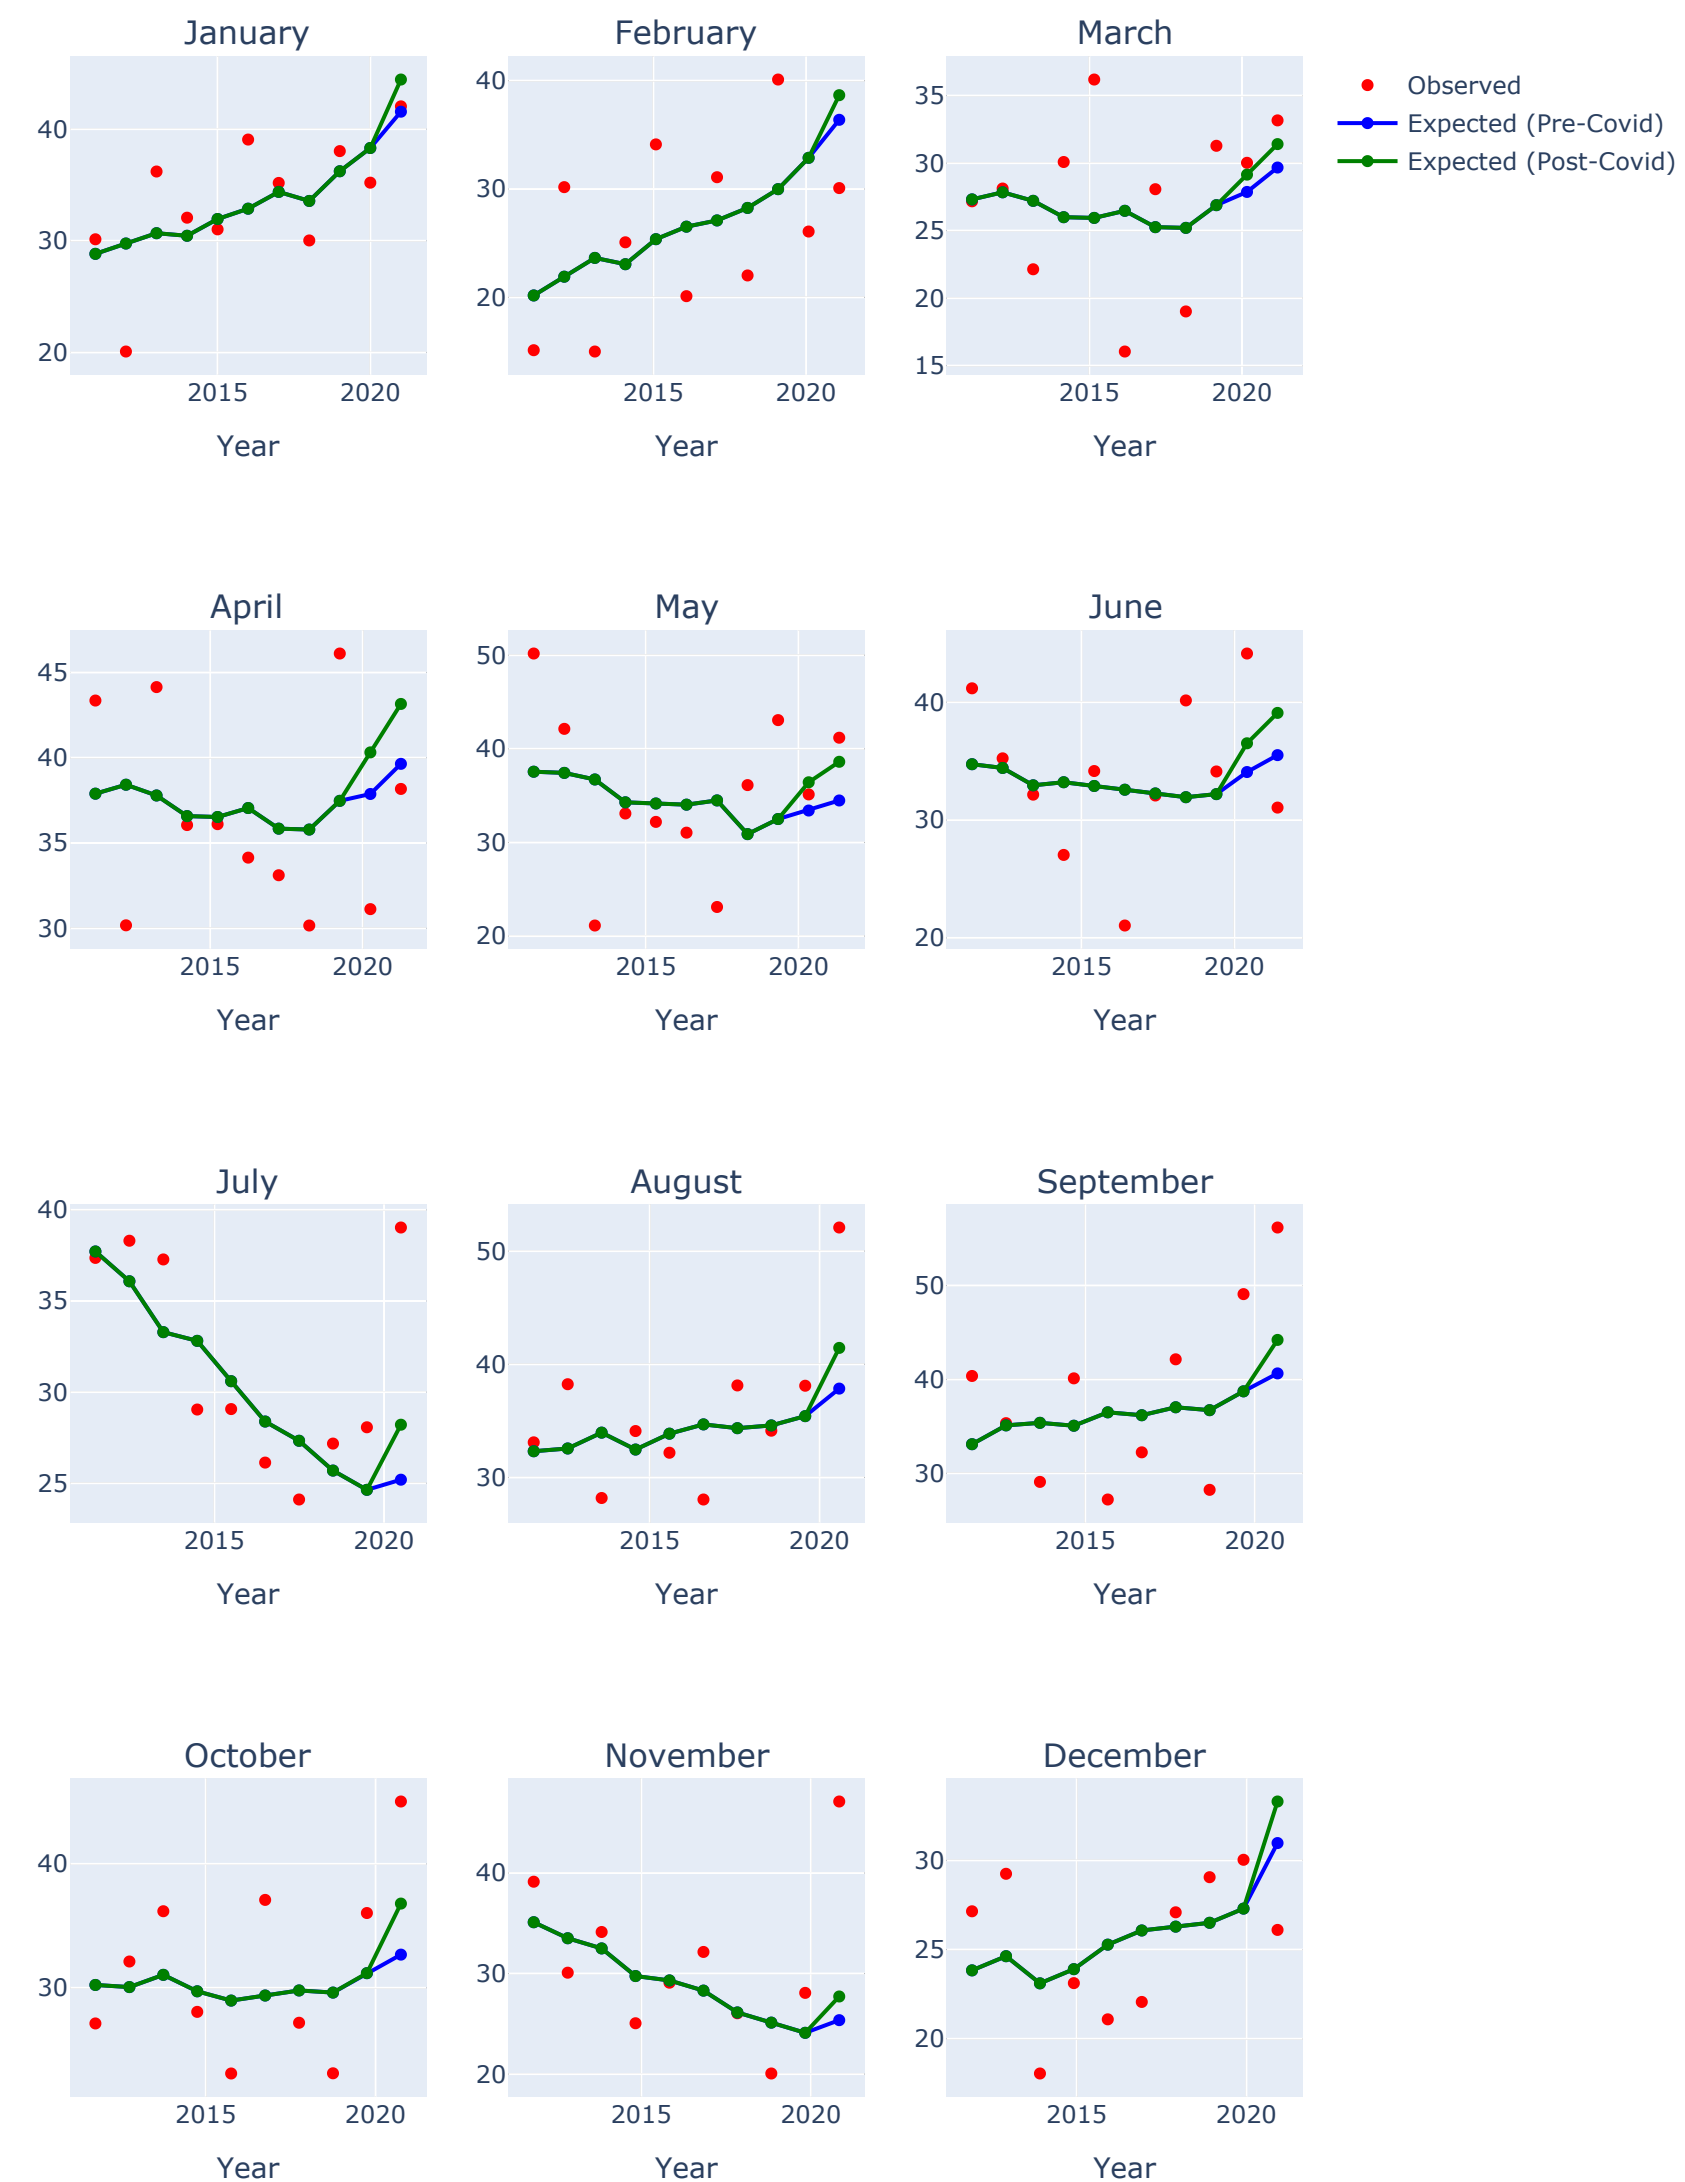 January
February
March
Observed
Expected (Pre-Covid)
Expected (Post-Covid)
40
30
20
2015
2020
Year
40
30
20
2015
2020
Year
35
30
25
20
15
2015
2020
Year
April
May
June
45
40
35
30
2015
2020
Year
50
40
30
20
2015
2020
Year
40
30
20
2015
2020
Year
July
August
September
40
35
30
25
2015
2020
Year
50
40
30
2015
2020
Year
50
40
30
2015
2020
Year
October
November
December
40
30
2015
2020
Year
40
30
20
2015
2020
Year
30
25
20
2015
2020
Year